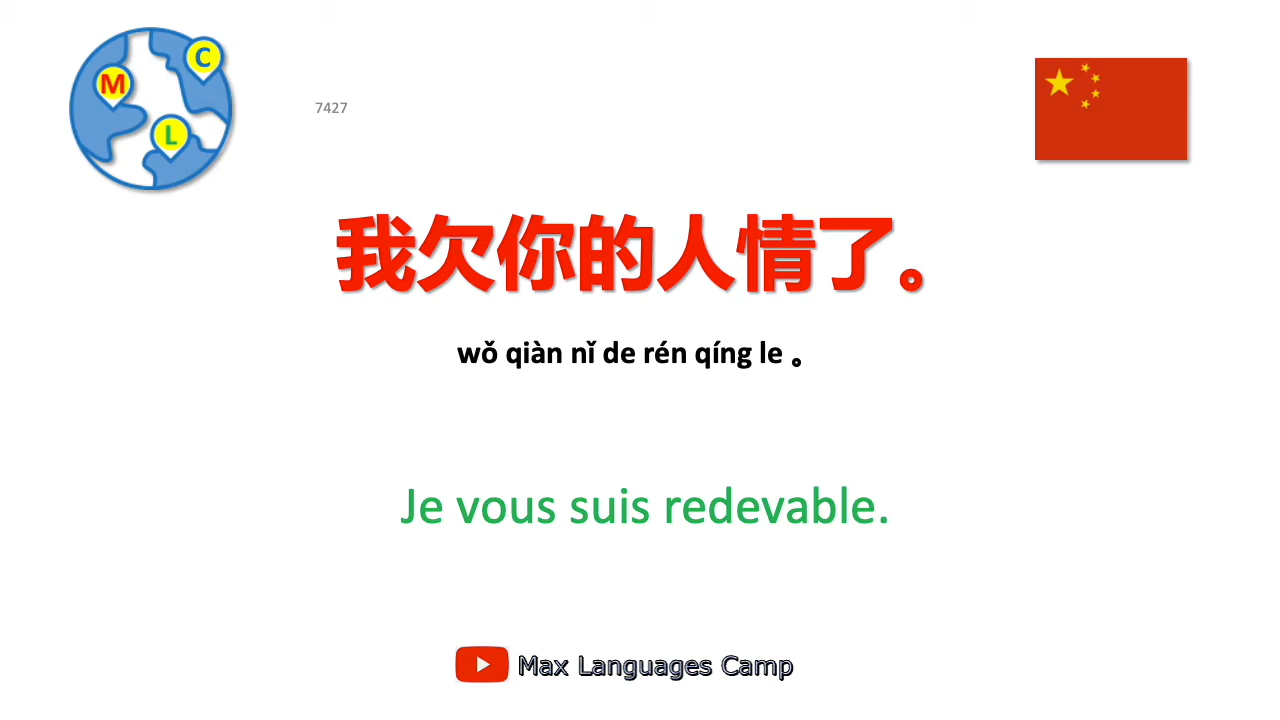 M
C
L
7427
我欠你的人情了。
wǒ qiàn nǐ de rén qíng le 。
Je vous suis redevable.
Max Languages Camp